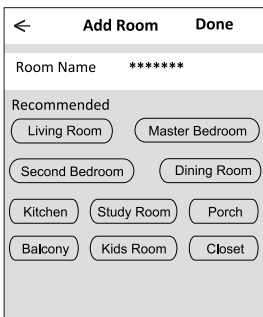 ← Add Room Done
Room Name *******
Recommended
Living Room Master Bedroom
Second Bedroom Dining Room
Kitchen Study Room Porch
Balcony Kids Room Closet